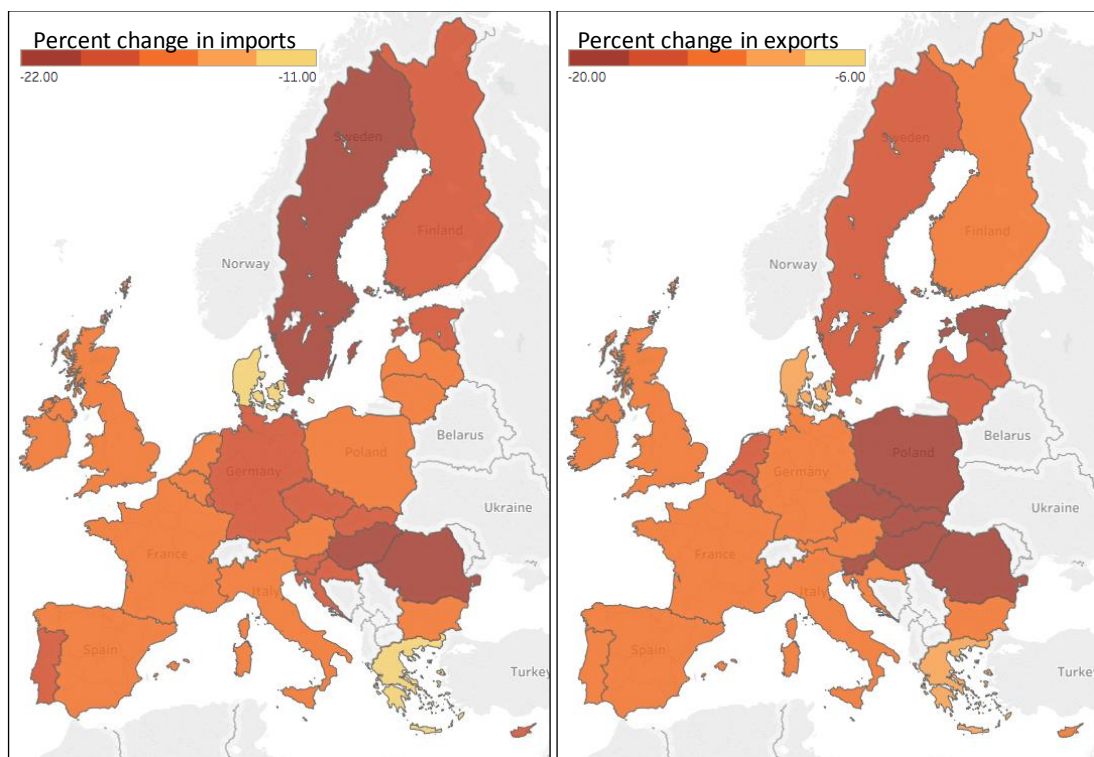 Percent change in imports
-22.00 -11.00
Sweden
Finland
Norway
Belarus
Germany
Poland
Ukraine
France
Italy
Spain
Turkey
Percent change in exports
-20.00 -6.00
Sweden
Finland
Norway
Belarus
Poland
Germany
Ukraine
France
Italy
Spain
Turkey